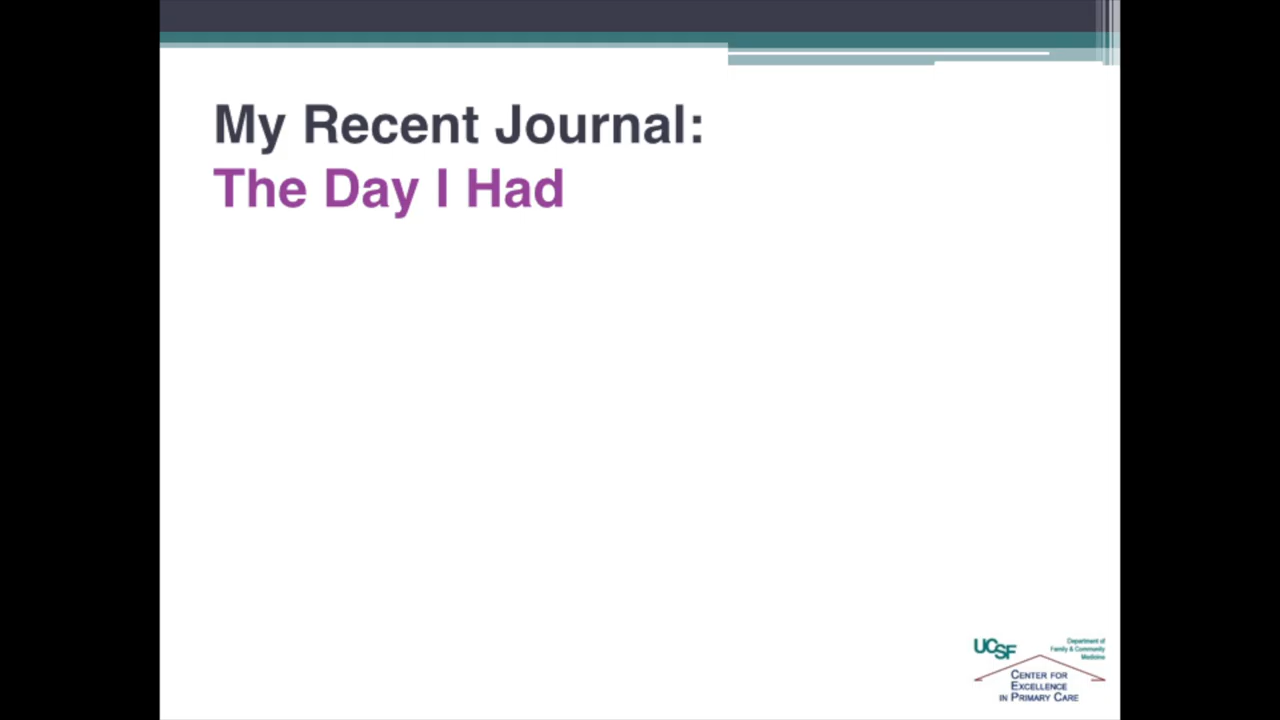 My Recent Journal:
The Day I Had
UCSF
Department of
Family & Community
Medicine
CENTER FOR
EXCELLENCE
IN PRIMARY CARE